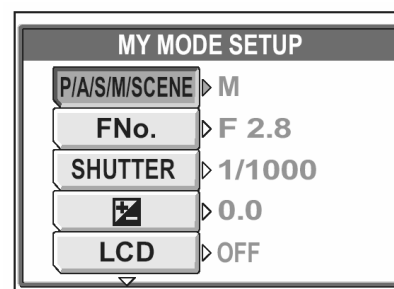 MY MODE SETUP
P/A/S/M/SCENE M
FNo. F 2.8
SHUTTER 1/1000
0.0
LCD OFF